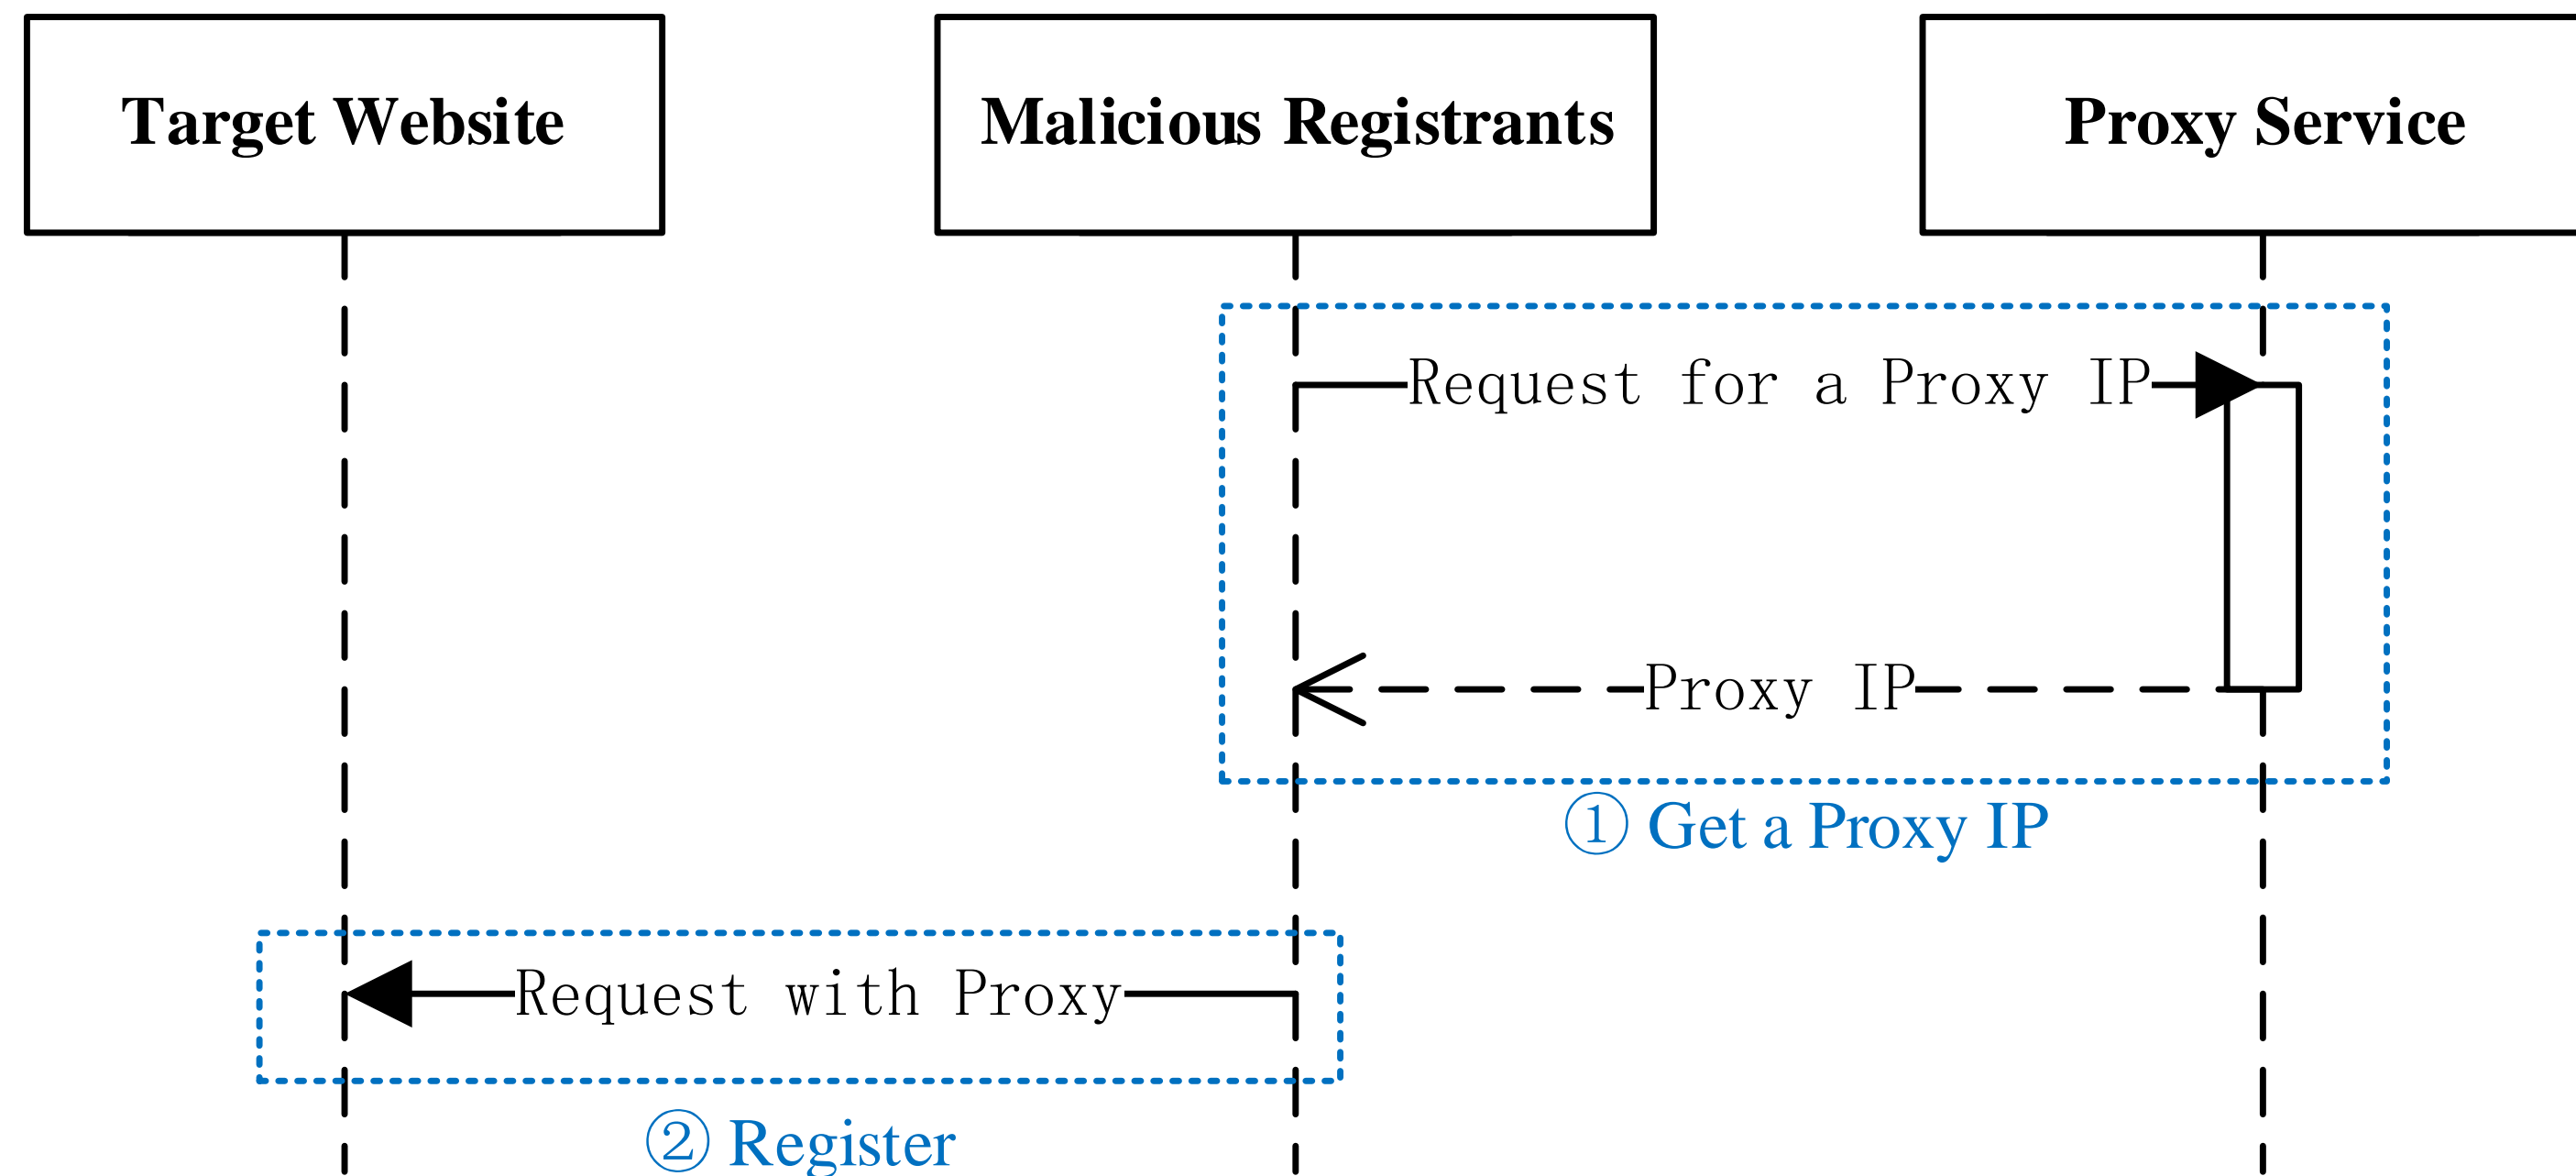 Target Website
Malicious Registrants
Proxy Service
Request for a Proxy IP
Proxy IP
① Get a Proxy IP
Request with Proxy
② Register